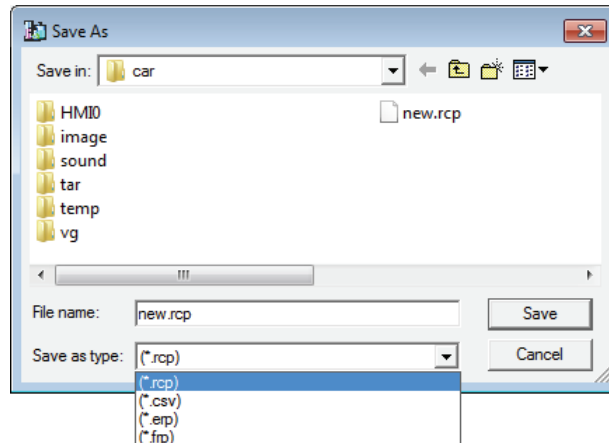 Save As
Save in: car
HMI0
image
sound
tar
temp
vg
new.rcp
File name: new.rcp
Save
Save as type: (*.rcp)
Cancel
(*.rcp)
(*.csv)
(*.erp)
(*.frp)